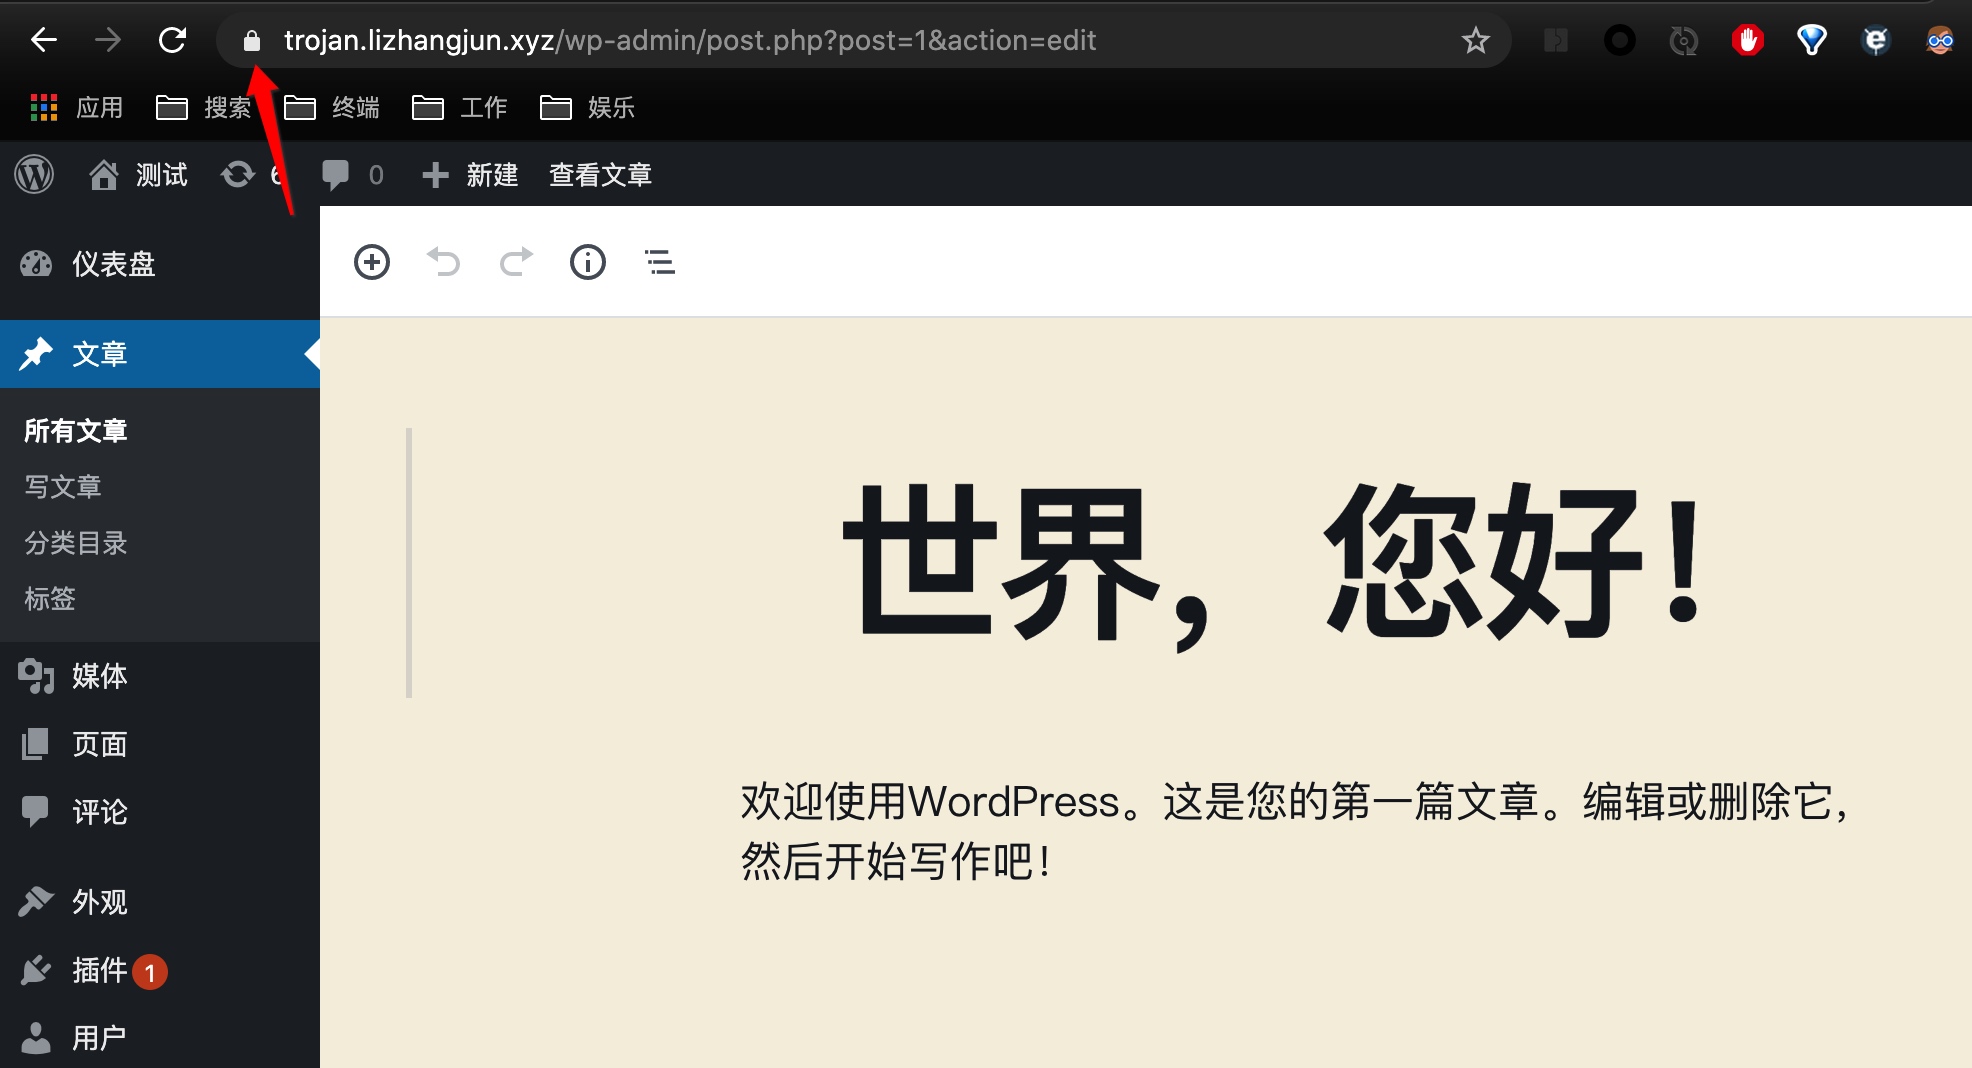 trojan.lizhangjun.xyz/wp-admin/post.php?post=1&action=edit
应用 搜索 终端 工作 娱乐
测试 6 0 新建 查看文章
仪表盘
文章
所有文章
写文章
分类目录
标签
媒体
页面
评论
外观
插件 1
用户
世界，您好！
欢迎使用WordPress。这是您的第一篇文章。编辑或删除它，
然后开始写作吧！